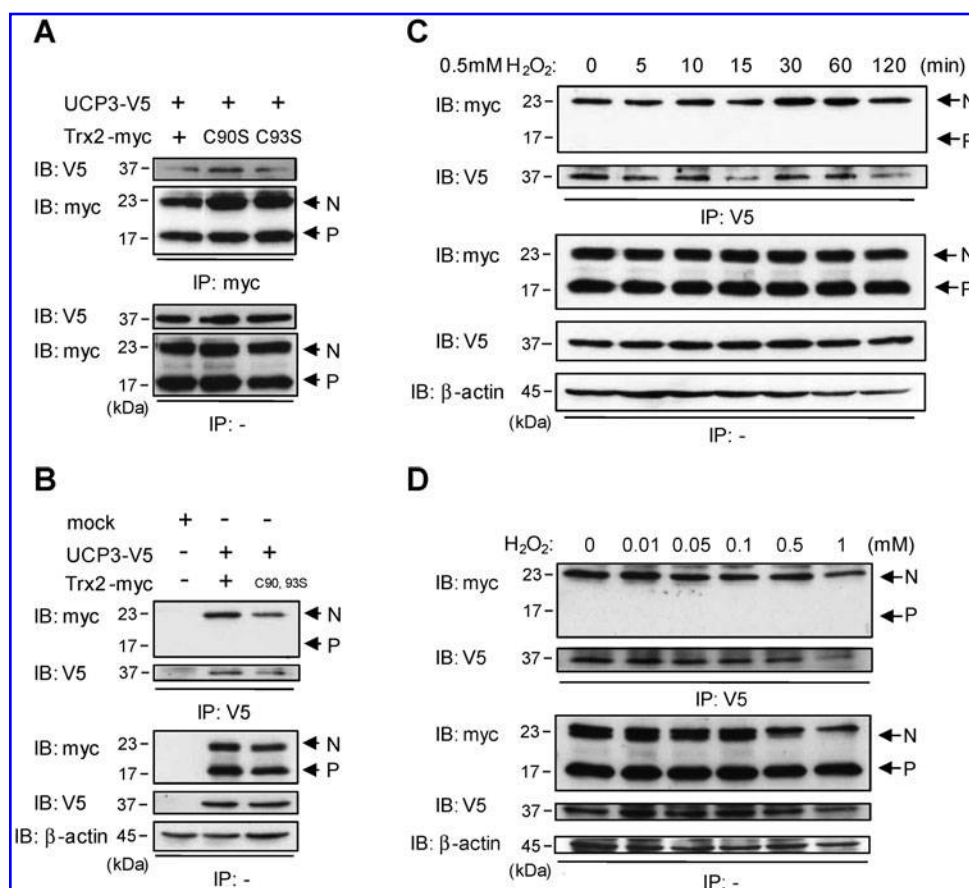 A
UCP3-V5 + + +
Trx2-myc + C90S C93S
IB: V5 37
IB: myc 23 N
17 P
IP: myc
IB: V5 37
IB: myc 23 N
17 P
(kDa)
IP: -
B
mock + - -
UCP3-V5 - + +
Trx2-myc - + C90, 93S
IB: myc 23 N
17 P
IB: V5 37
IP: V5
IB: myc 23 N
17 P
IB: V5 37
IB: β-actin 45
(kDa)
IP: -
C
0.5mM H₂O₂: 0 5 10 15 30 60 120 (min)
IB: myc 23 N
17 P
IB: V5 37
IP: V5
IB: myc 23 N
17 P
IB: V5 37
IB: β-actin 45
(kDa)
IP: -
D
H₂O₂: 0 0.01 0.05 0.1 0.5 1 (mM)
IB: myc 23 N
17 P
IB: V5 37
IP: V5
IB: myc 23 N
17 P
IB: V5 37
IB: β-actin 45
(kDa)
IP: -